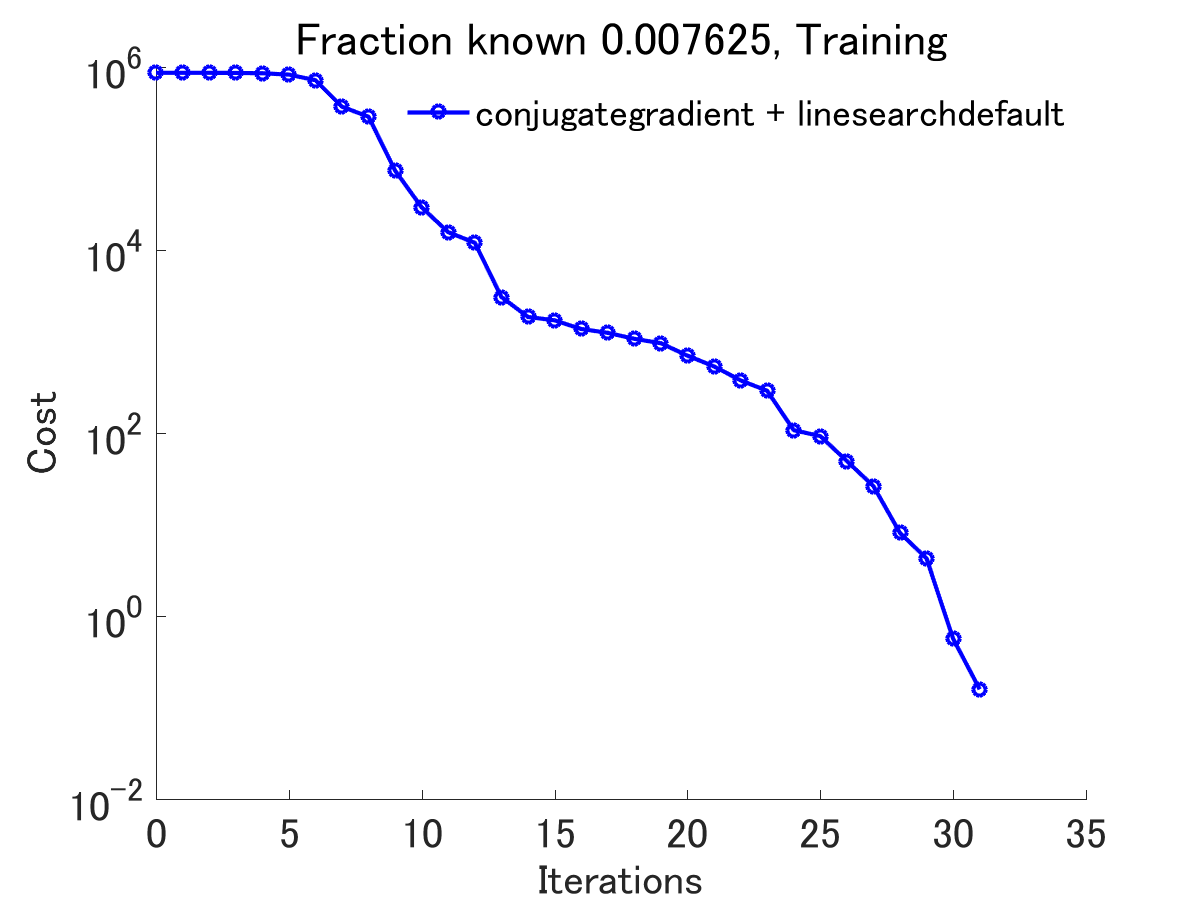 Fraction known 0.007625, Training
conjugategradient + linesearchdefault
Cost
10^6
10^4
10^2
10^0
10^-2
0 5 10 15 20 25 30 35
Iterations